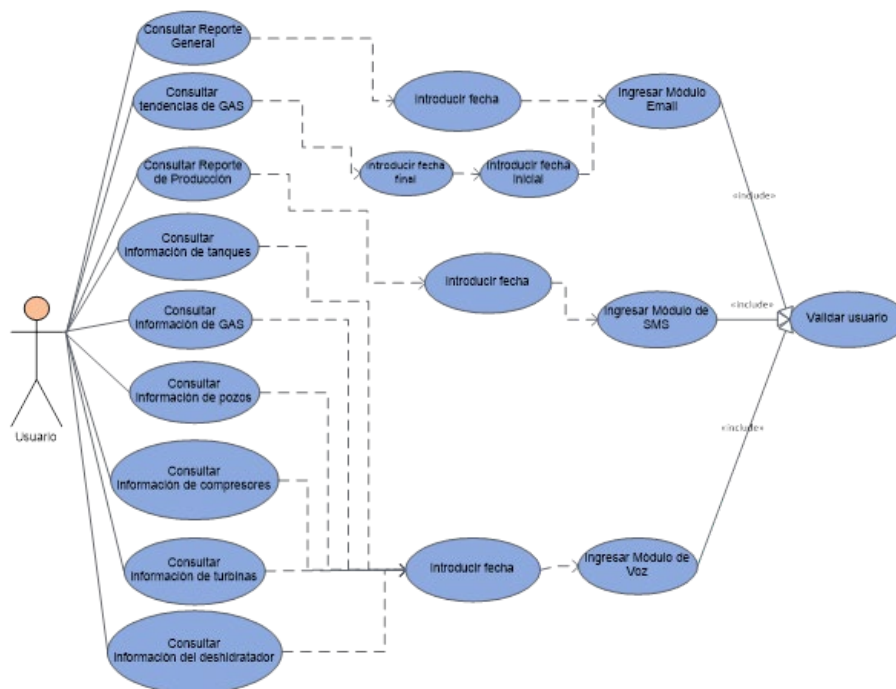 Consultar Reporte
General
Consultar
tendencias de GAS
Consultar Reporte
de Producción
Consultar
Información de tanques
Consultar
Información de GAS
Consultar
Información de pozos
Consultar
Información de compresores
Consultar
Información de turbinas
Consultar
Información del deshidratador
Usuario
Introducir fecha
Introducir fecha
final
Introducir fecha
Inicial
Introducir fecha
Introducir fecha
Ingresar Módulo
Email
Ingresar Módulo de
SMS
Ingresar Módulo de
Voz
«include»
«include»
«include»
Validar usuario